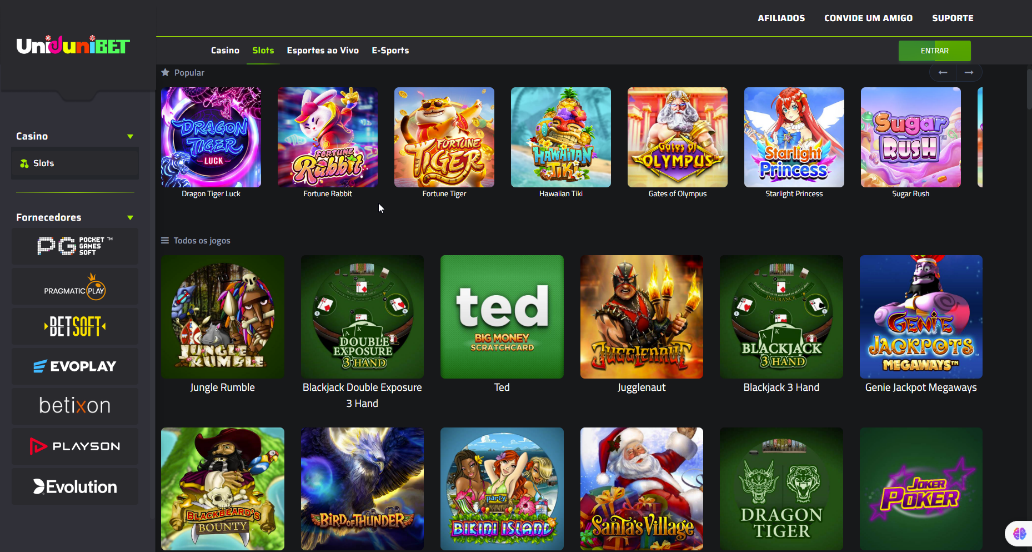 AFILIADOS CONVIDE UM AMIGO SUPORTE
UniduniBET
Casino Slots Esportes ao Vivo E-Sports
ENTRAR
Popular
DRAGON TIGER LUCK
FORTUNE Rabbit
FORTUNE TIGER
HAWAIIAN TIKI
Gates of OLYMPUS
Starlight Princess
Sugar RUSH
Dragon Tiger Luck
Fortune Rabbit
Fortune Tiger
Hawaiian Tiki
Gates of Olympus
Starlight Princess
Sugar Rush
Casino
Slots
Fornecedores
PG POCKET GAMES SOFT™
PRAGMATIC PLAY
BETSOFT
EVOPLAY
betixon
PLAYSON
Evolution
Todos os jogos
JUNGLE RUMBLE
DOUBLE EXPOSURE 3 HAND
ted
BIG MONEY
SCRATCHCARD
JUGGLENAUT
BLACKJACK 3 HAND
GENIE JACKPOTS MEGAWAYS™
Jungle Rumble
Blackjack Double Exposure
3 Hand
Ted
Jugglenaut
Blackjack 3 Hand
Genie Jackpot Megaways
BLACKBEARD'S BOUNTY
BIRD OF THUNDER
BIKINI ISLAND
Santa's Village
DRAGON TIGER
JOKER POKER